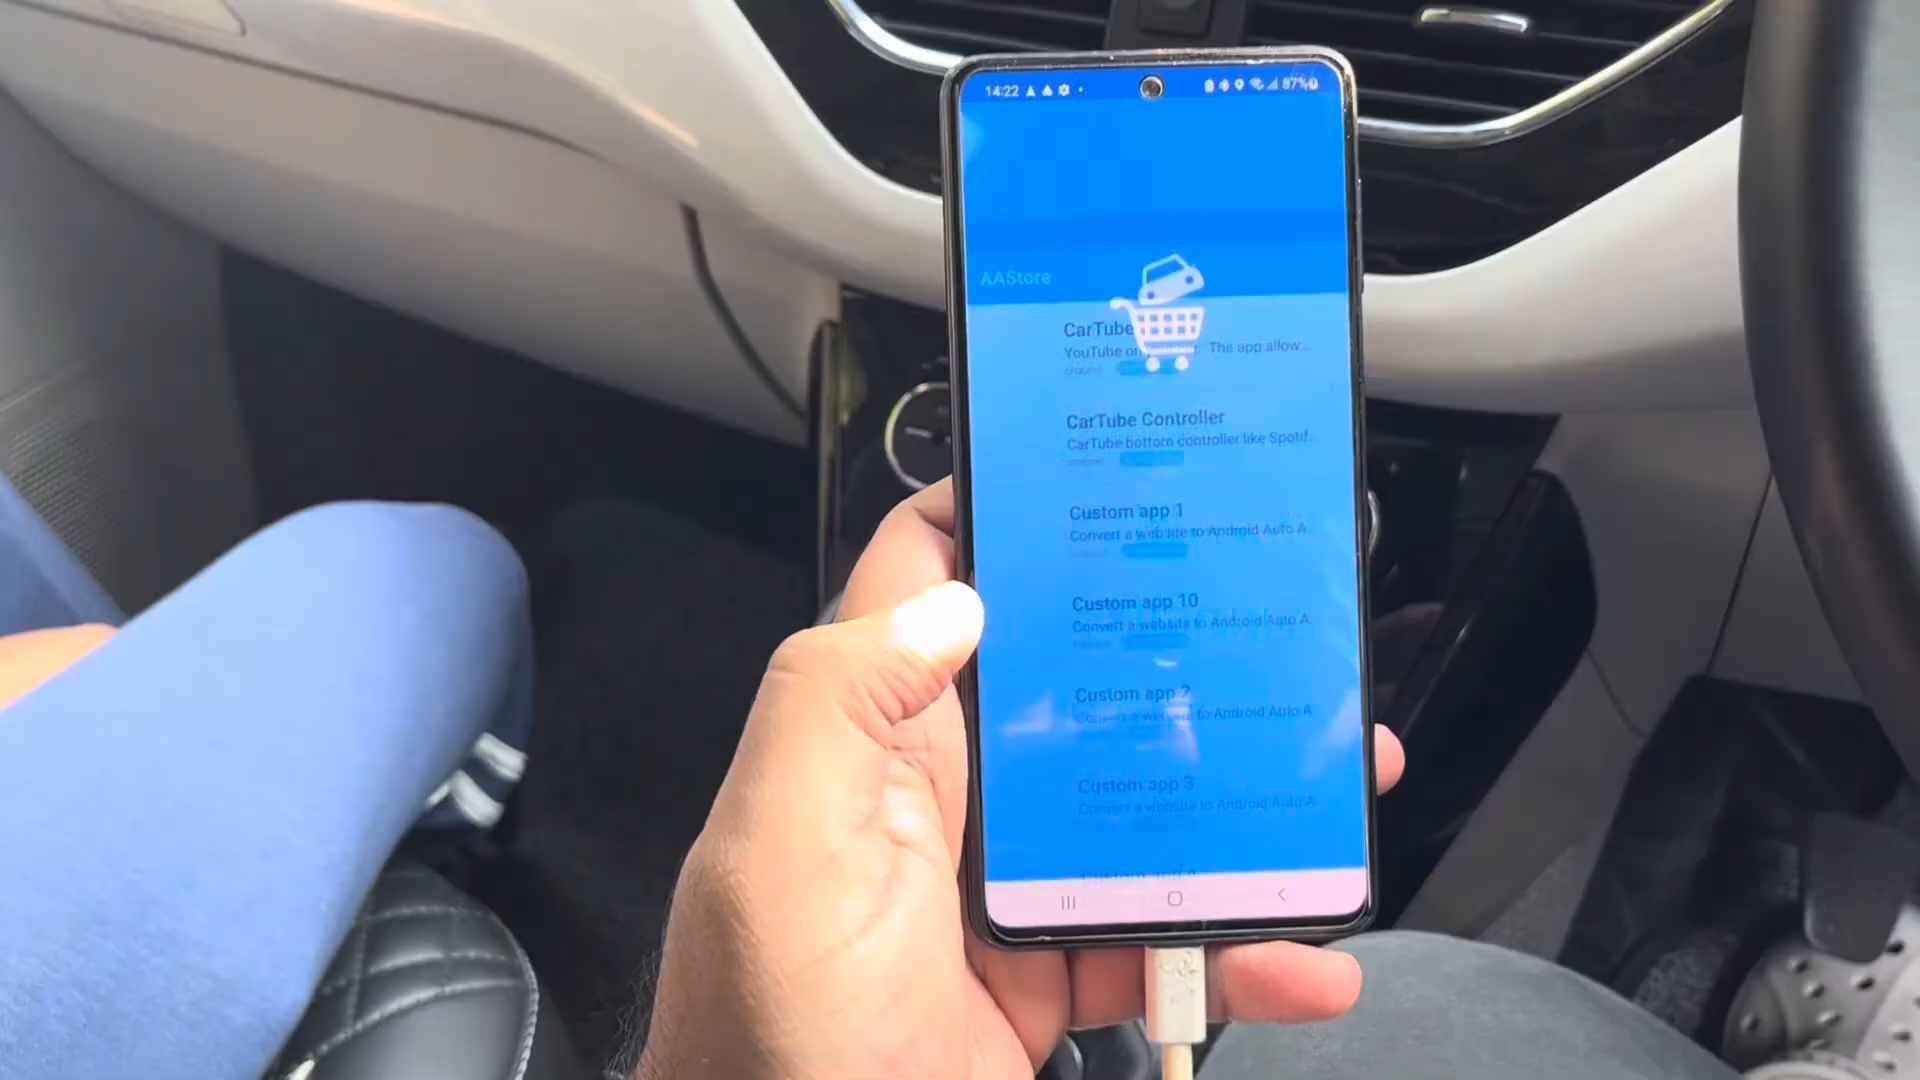 14:22
87%
AAStore
CarTube
YouTube on The app allow...
CarTube Controller
CarTube bottom controller like Spotif...
Custom app 1
Convert a website to Android Auto A
Custom app 10
Convert a website to Android Auto A
Custom app 2
Convert a website to Android Auto A
Custom app 3
Convert a website to Android Auto A